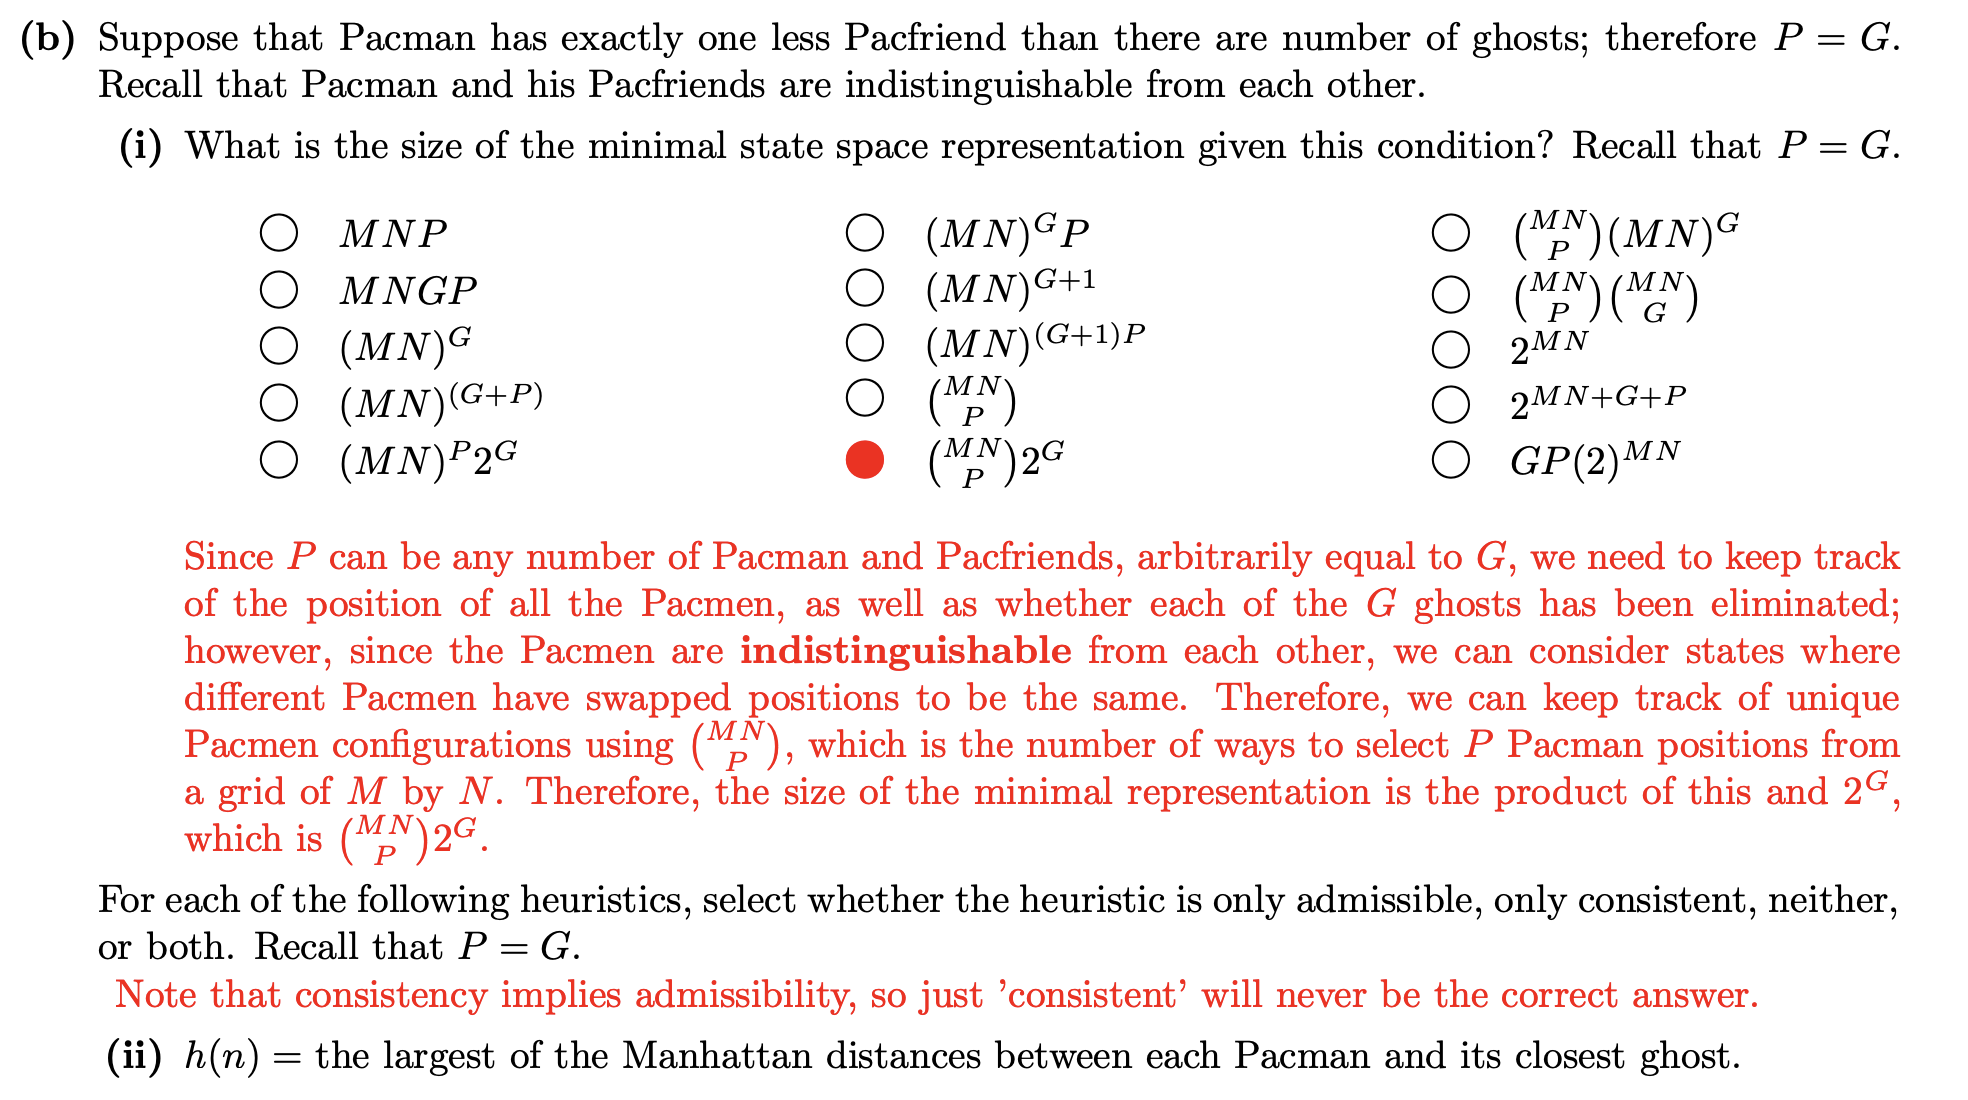 (b) Suppose that Pacman has exactly one less Pacfriend than there are number of ghosts; therefore P = G.
Recall that Pacman and his Pacfriends are indistinguishable from each other.
(i) What is the size of the minimal state space representation given this condition? Recall that P = G.
○ MNP ○ (MN)^G P ○ \binom{MN}{P}(MN)^G
○ MNGP ○ (MN)^{G+1} ○ \binom{MN}{P}\binom{MN}{G}
○ (MN)^G ○ (MN)^{(G+1)P} ○ 2^{MN}
○ (MN)^{(G+P)} ○ \binom{MN}{P} ○ 2^{MN+G+P}
○ (MN)^P 2^G ● \binom{MN}{P}2^G ○ GP(2)^{MN}
Since P can be any number of Pacman and Pacfriends, arbitrarily equal to G, we need to keep track
of the position of all the Pacmen, as well as whether each of the G ghosts has been eliminated;
however, since the Pacmen are indistinguishable from each other, we can consider states where
different Pacmen have swapped positions to be the same. Therefore, we can keep track of unique
Pacmen configurations using \binom{MN}{P}, which is the number of ways to select P Pacman positions from
a grid of M by N. Therefore, the size of the minimal representation is the product of this and 2^G,
which is \binom{MN}{P}2^G.
For each of the following heuristics, select whether the heuristic is only admissible, only consistent, neither,
or both. Recall that P = G.
Note that consistency implies admissibility, so just 'consistent' will never be the correct answer.
(ii) h(n) = the largest of the Manhattan distances between each Pacman and its closest ghost.